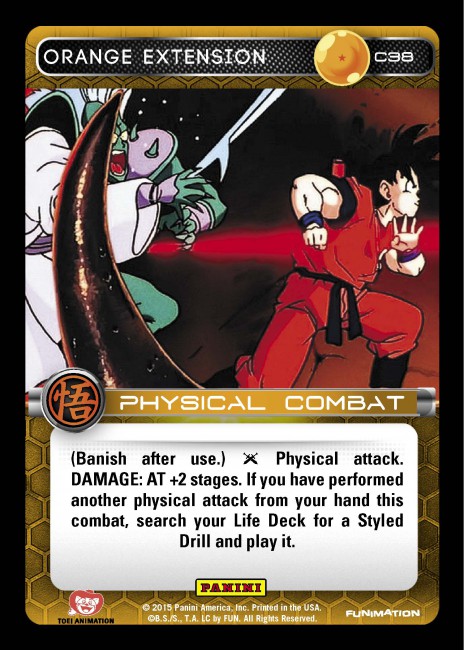 ORANGE EXTENSION
C38
悟
PHYSICAL COMBAT
(Banish after use.) Physical attack.
DAMAGE: AT +2 stages. If you have performed
another physical attack from your hand this
combat, search your Life Deck for a Styled
Drill and play it.
PANINI
TOEI ANIMATION
© 2015 Panini America, Inc. Printed in the USA.
©B.S./S., T.A. LC by FUN. All Rights Reserved.
FUNIMATION